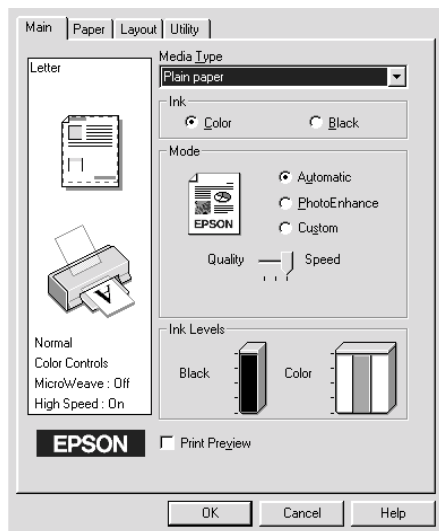 Main Paper Layout Utility
Letter
Media Type
Plain paper
Ink
Color Black
Mode
EPSON
Automatic
PhotoEnhance
Custom
Quality Speed
Normal
Color Controls
MicroWeave : Off
High Speed : On
Ink Levels
Black Color
EPSON
Print Preview
OK Cancel Help